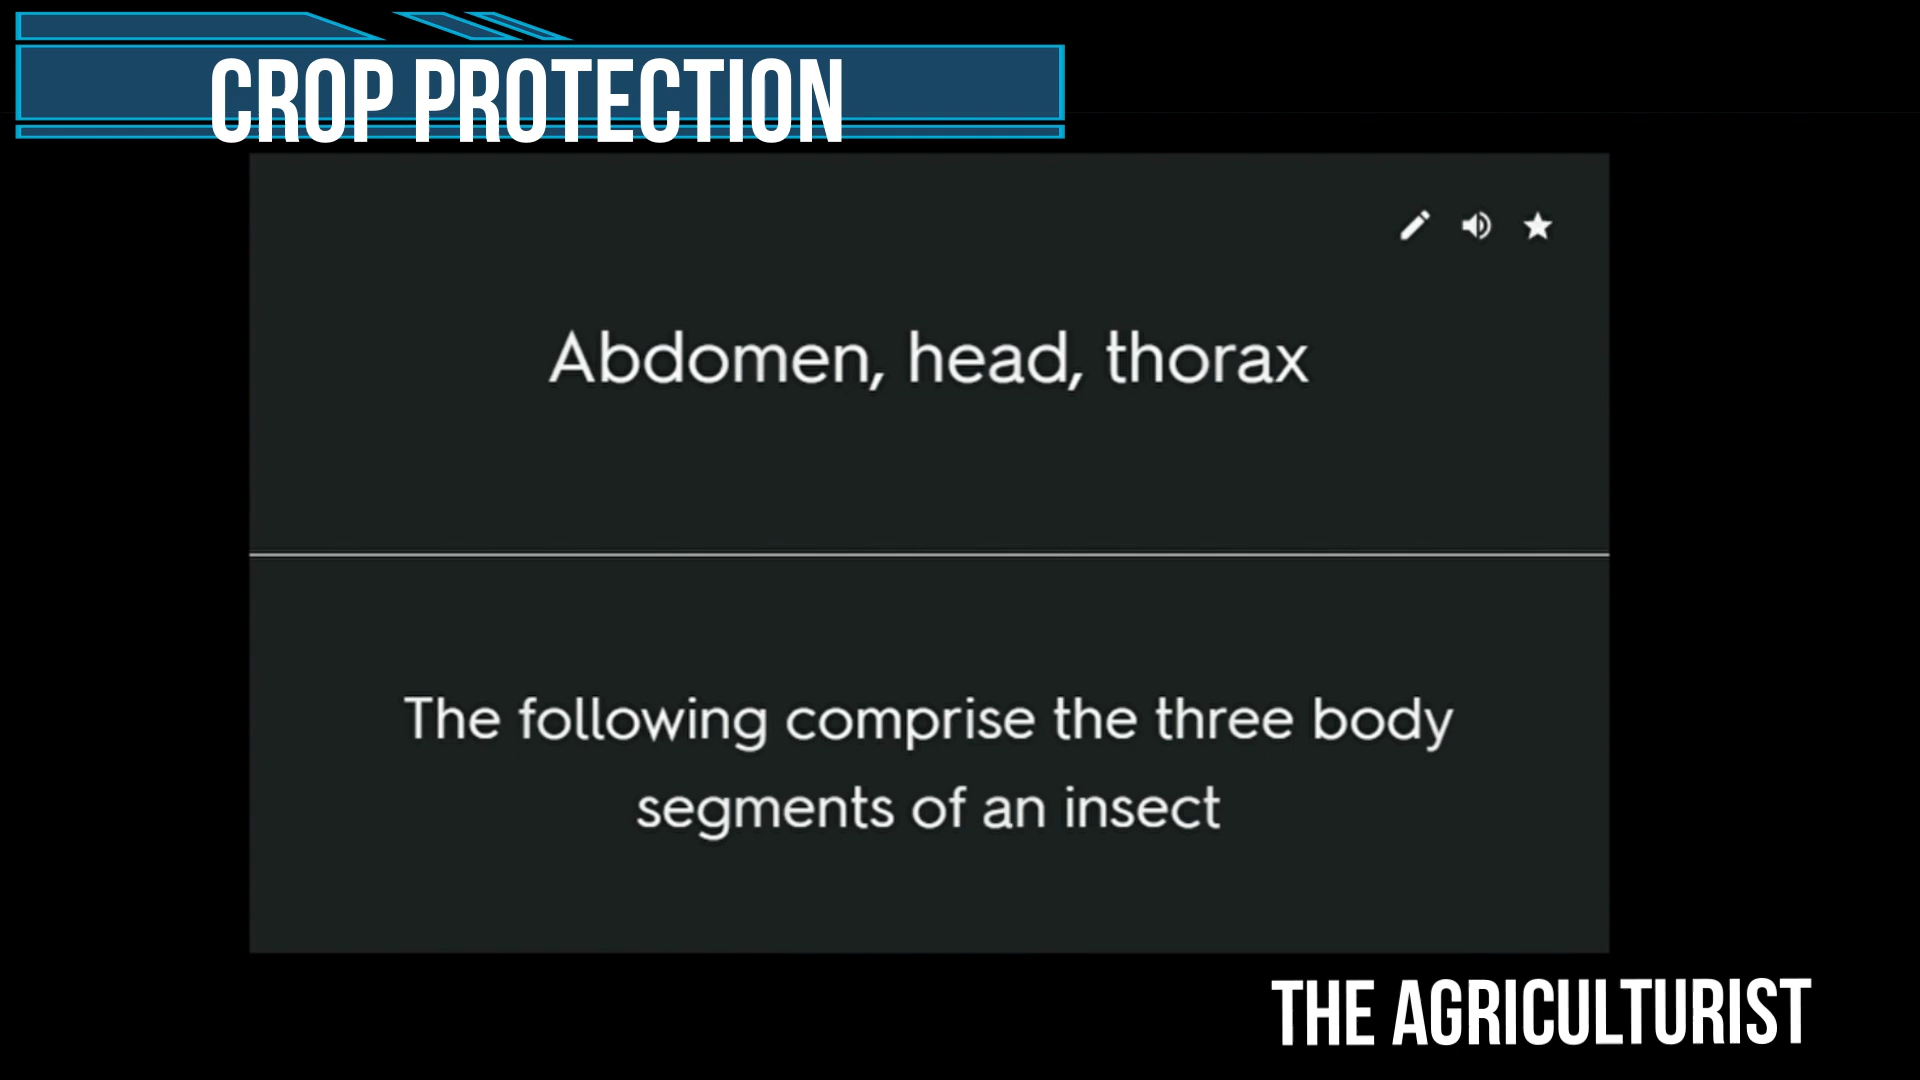 CROP PROTECTION
Abdomen, head, thorax
The following comprise the three body
segments of an insect
THE AGRICULTURIST